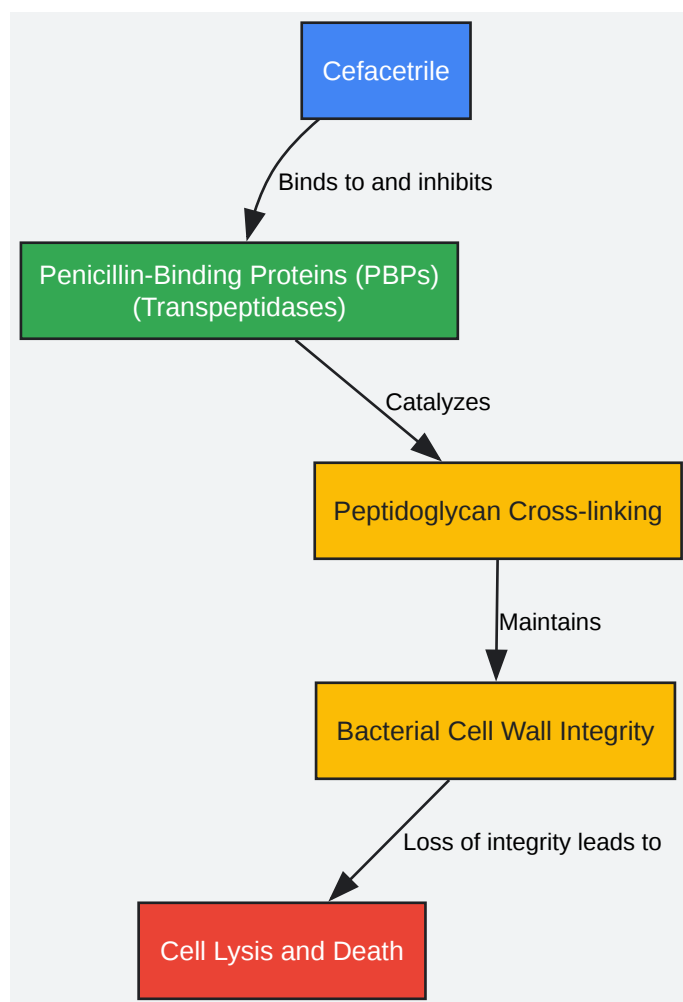 Cefacetrile
Binds to and inhibits
Penicillin-Binding Proteins (PBPs)
(Transpeptidases)
Catalyzes
Peptidoglycan Cross-linking
Maintains
Bacterial Cell Wall Integrity
Loss of integrity leads to
Cell Lysis and Death